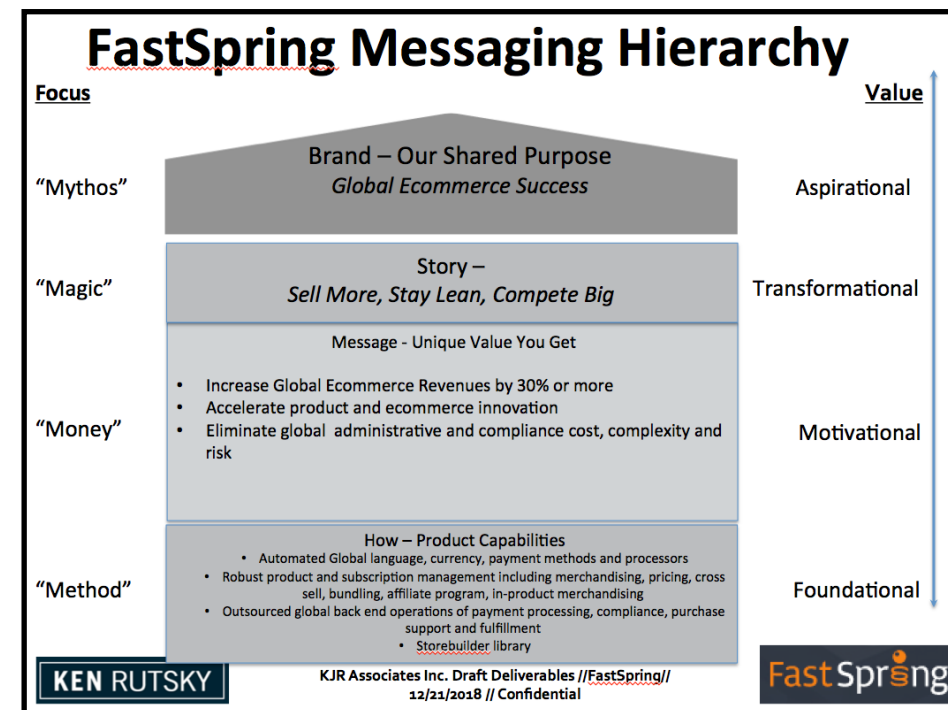 FastSpring Messaging Hierarchy
Focus
Value
Brand – Our Shared Purpose
Global Ecommerce Success
“Mythos”
Aspirational
Story –
Sell More, Stay Lean, Compete Big
“Magic”
Transformational
Message - Unique Value You Get
• Increase Global Ecommerce Revenues by 30% or more
• Accelerate product and ecommerce innovation
• Eliminate global administrative and compliance cost, complexity and
risk
“Money”
Motivational
How – Product Capabilities
• Automated Global language, currency, payment methods and processors
• Robust product and subscription management including merchandising, pricing, cross
sell, bundling, affiliate program, in-product merchandising
• Outsourced global back end operations of payment processing, compliance, purchase
support and fulfillment
• Storebuilder library
“Method”
Foundational
KEN RUTSKY
KJR Associates Inc. Draft Deliverables //FastSpring//
12/21/2018 // Confidential
FastSpring